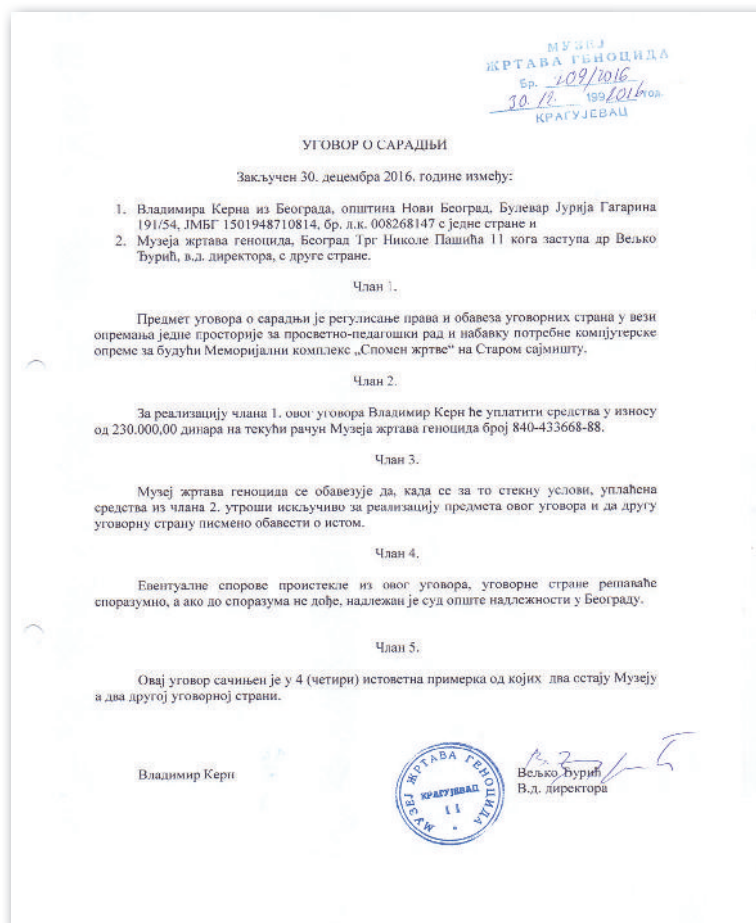 МУЗЕЈ
ЖРТАВА ГЕНОЦИДА
Бр. 109/2016
30. 12. 199 2016 год.
КРАГУЈЕВАЦ
УГОВОР О САРАДЊИ
Закључен 30. децембра 2016. године између:
1. Владимира Керна из Београда, општина Нови Београд, Булевар Јурија Гагарина
191/54, ЈМБГ 1501948710814, бр. л.к. 008268147 с једне стране и
2. Музеја жртава геноцида, Београд Трг Николе Пашића 11 кога заступа др Вељко
Ђурић, в.д. директора, с друге стране.
Члан 1.
Предмет уговора о сарадњи је регулисање права и обавеза уговорних страна у вези
опремања једне просторије за просветно-педагошки рад и набавку потребне компјутерске
опреме за будући Меморијални комплекс „Спомен жртве“ на Старом сајмишту.
Члан 2.
За реализацију члана 1. овог уговора Владимир Керн ће уплатити средства у износу
од 230.000,00 динара на текући рачун Музеја жртава геноцида број 840-433668-88.
Члан 3.
Музеј жртава геноцида се обавезује да, када се за то стекну услови, уплаћена
средства из члана 2. утроши искључиво за реализацију предмета овог уговора и да другу
уговорну страну писмено обавести о истом.
Члан 4.
Евентуалне спорове проистекле из овог уговора, уговорне стране решаваће
споразумно, а ако до споразума не дође, надлежан је суд опште надлежности у Београду.
Члан 5.
Овај уговор сачињен је у 4 (четири) истоветна примерка од којих два остају Музеју
а два другој уговорној страни.
Владимир Керн
МУЗЕЈ ЖРТАВА ГЕНОЦИДА
КРАГУЈЕВАЦ
Вељко Ђурић
В.д. директора